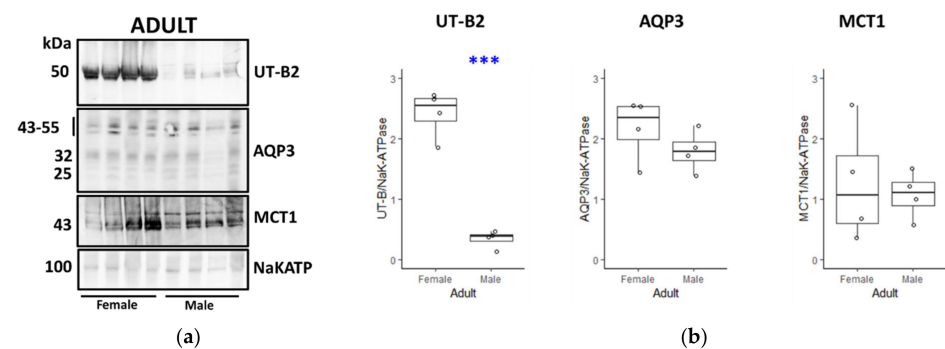 ADULT
kDa
50
UT-B2
43-55
32
25
AQP3
43
MCT1
100
NaKATP
Female Male
(a)
UT-B2
***
3
2
1
0
UT-B/NaK-ATPase
Female Male
Adult
AQP3
3
2
1
0
AQP3/NaK-ATPase
Female Male
Adult
MCT1
3
2
1
0
MCT1/NaK-ATPase
Female Male
Adult
(b)